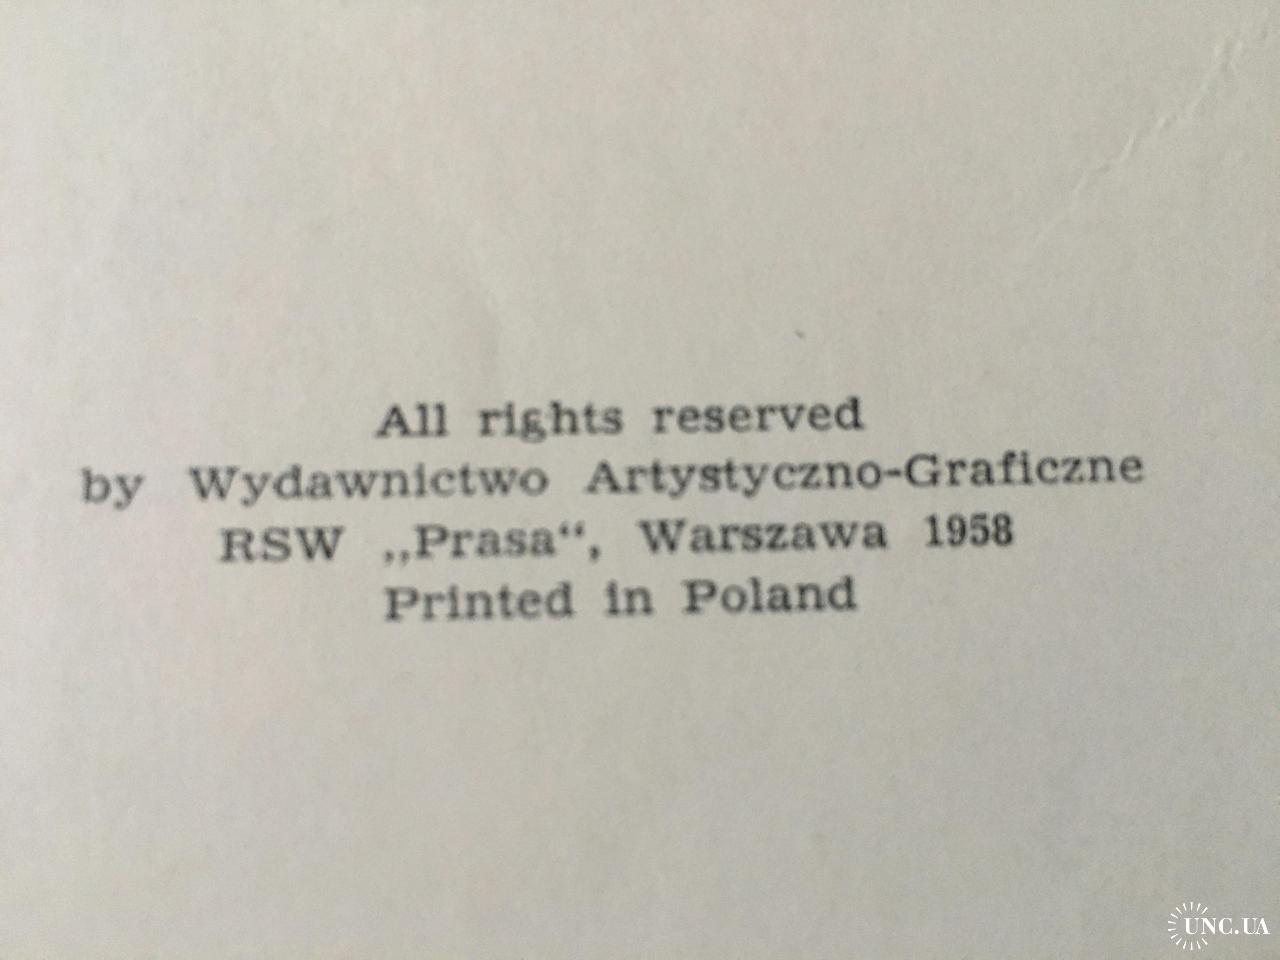 All rights reserved
by Wydawnictwo Artystyczno-Graficzne
RSW „Prasa“, Warszawa 1958
Printed in Poland
UNC.UA